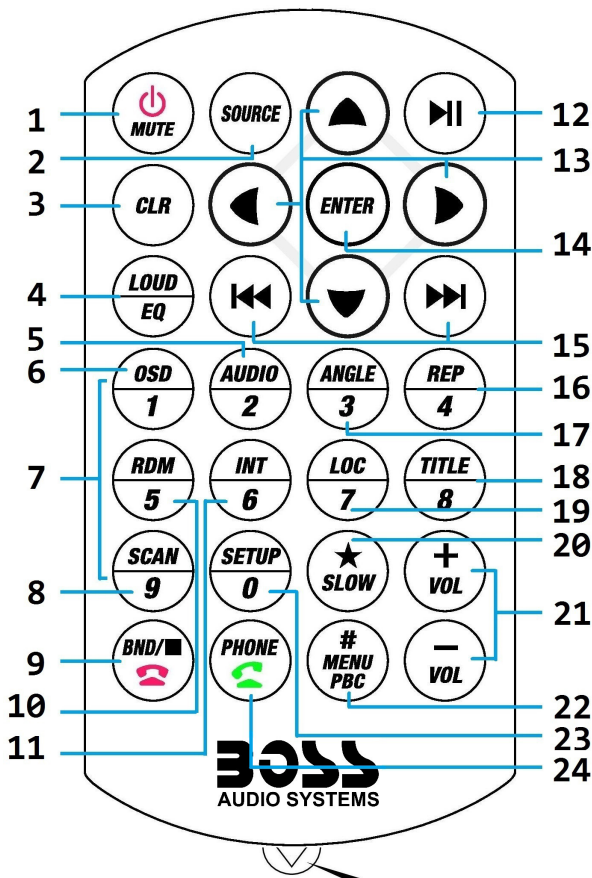 1
2
3
4
5
6
7
8
9
10
11
MUTE
SOURCE
CLR
ENTER
LOUD
EQ
OSD
1
AUDIO
2
ANGLE
3
REP
4
RDM
5
INT
6
LOC
7
TITLE
8
SCAN
9
SETUP
0
★
SLOW
+
VOL
BND/■
PHONE
#
MENU
PBC
−
VOL
12
13
14
15
16
17
18
19
20
21
22
23
24
BOSS
AUDIO SYSTEMS